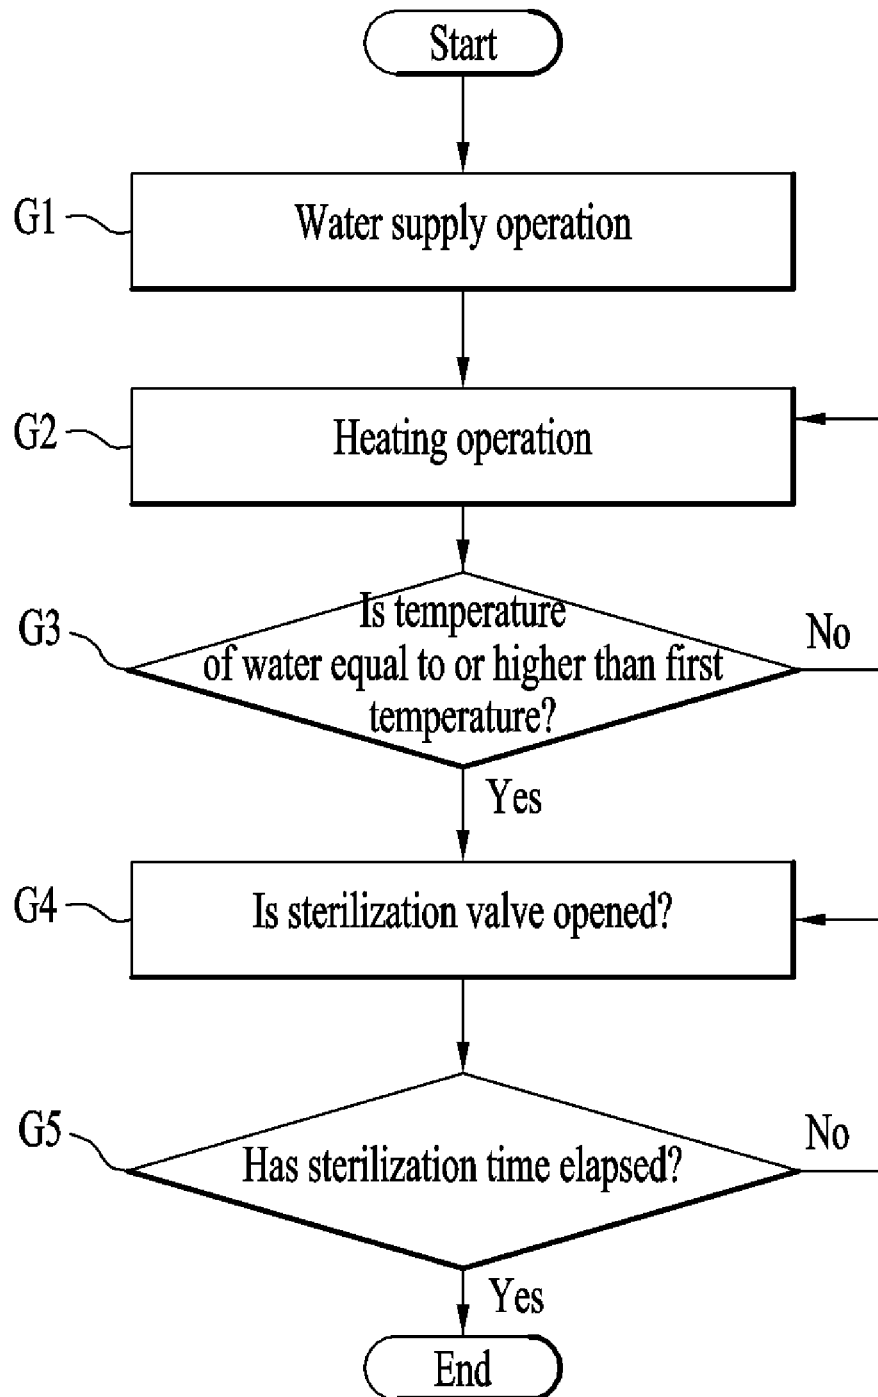 Start
G1
Water supply operation
G2
Heating operation
G3
Is temperature
of water equal to or higher than first
temperature?
No
Yes
G4
Is sterilization valve opened?
G5
Has sterilization time elapsed?
No
Yes
End